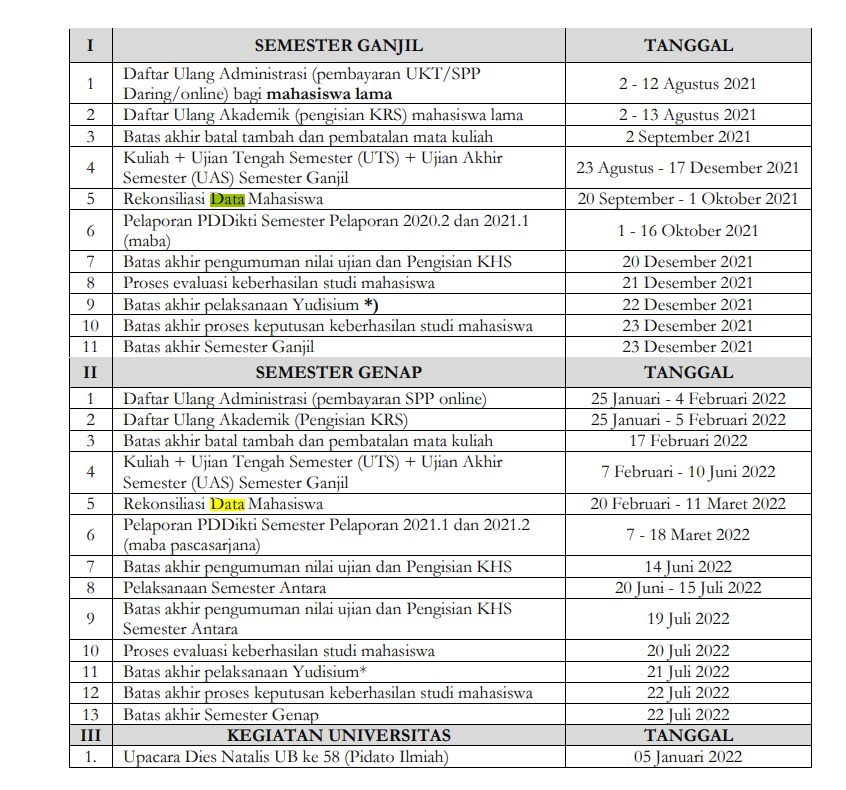 I SEMESTER GANJIL TANGGAL
1 Daftar Ulang Administrasi (pembayaran UKT/SPP
Daring/online) bagi mahasiswa lama 2 - 12 Agustus 2021
2 Daftar Ulang Akademik (pengisian KRS) mahasiswa lama 2 - 13 Agustus 2021
3 Batas akhir batal tambah dan pembatalan mata kuliah 2 September 2021
4 Kuliah + Ujian Tengah Semester (UTS) + Ujian Akhir
Semester (UAS) Semester Ganjil 23 Agustus - 17 Desember 2021
5 Rekonsiliasi Data Mahasiswa 20 September - 1 Oktober 2021
6 Pelaporan PDDikti Semester Pelaporan 2020.2 dan 2021.1
(maba) 1 - 16 Oktober 2021
7 Batas akhir pengumuman nilai ujian dan Pengisian KHS 20 Desember 2021
8 Proses evaluasi keberhasilan studi mahasiswa 21 Desember 2021
9 Batas akhir pelaksanaan Yudisium *) 22 Desember 2021
10 Batas akhir proses keputusan keberhasilan studi mahasiswa 23 Desember 2021
11 Batas akhir Semester Ganjil 23 Desember 2021
II SEMESTER GENAP TANGGAL
1 Daftar Ulang Administrasi (pembayaran SPP online) 25 Januari - 4 Februari 2022
2 Daftar Ulang Akademik (Pengisian KRS) 25 Januari - 5 Februari 2022
3 Batas akhir batal tambah dan pembatalan mata kuliah 17 Februari 2022
4 Kuliah + Ujian Tengah Semester (UTS) + Ujian Akhir
Semester (UAS) Semester Ganjil 7 Februari - 10 Juni 2022
5 Rekonsiliasi Data Mahasiswa 20 Februari - 11 Maret 2022
6 Pelaporan PDDikti Semester Pelaporan 2021.1 dan 2021.2
(maba pascasarjana) 7 - 18 Maret 2022
7 Batas akhir pengumuman nilai ujian dan Pengisian KHS 14 Juni 2022
8 Pelaksanaan Semester Antara 20 Juni - 15 Juli 2022
9 Batas akhir pengumuman nilai ujian dan Pengisian KHS
Semester Antara 19 Juli 2022
10 Proses evaluasi keberhasilan studi mahasiswa 20 Juli 2022
11 Batas akhir pelaksanaan Yudisium* 21 Juli 2022
12 Batas akhir proses keputusan keberhasilan studi mahasiswa 22 Juli 2022
13 Batas akhir Semester Genap 22 Juli 2022
III KEGIATAN UNIVERSITAS TANGGAL
1. Upacara Dies Natalis UB ke 58 (Pidato Ilmiah) 05 Januari 2022